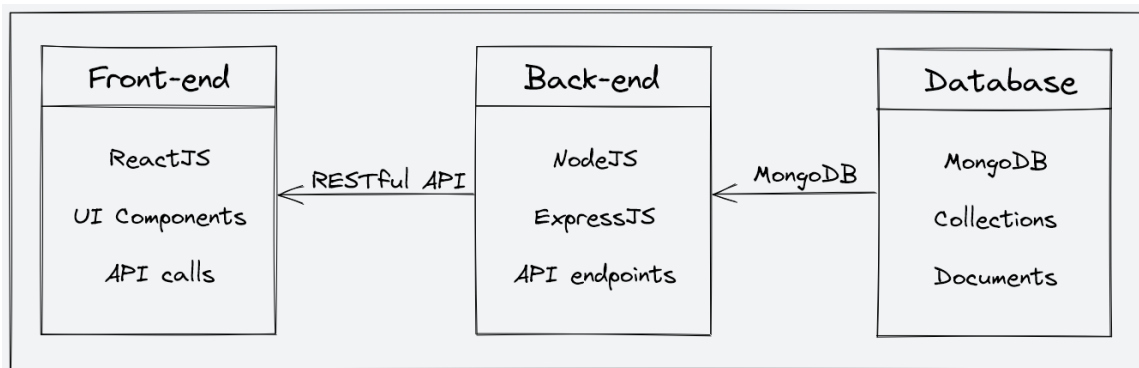 Front-end
ReactJS
UI Components
API calls
RESTful API
Back-end
NodeJS
ExpressJS
API endpoints
MongoDB
Database
MongoDB
Collections
Documents